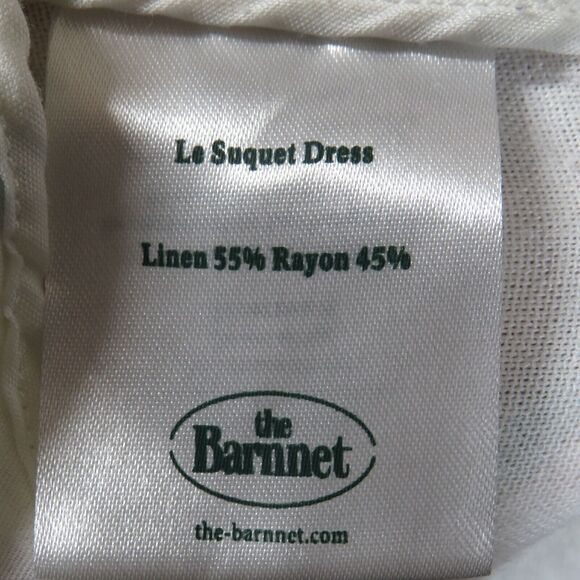 Le Suquet Dress
Linen 55% Rayon 45%
the
Barnnet
the-barnnet.com